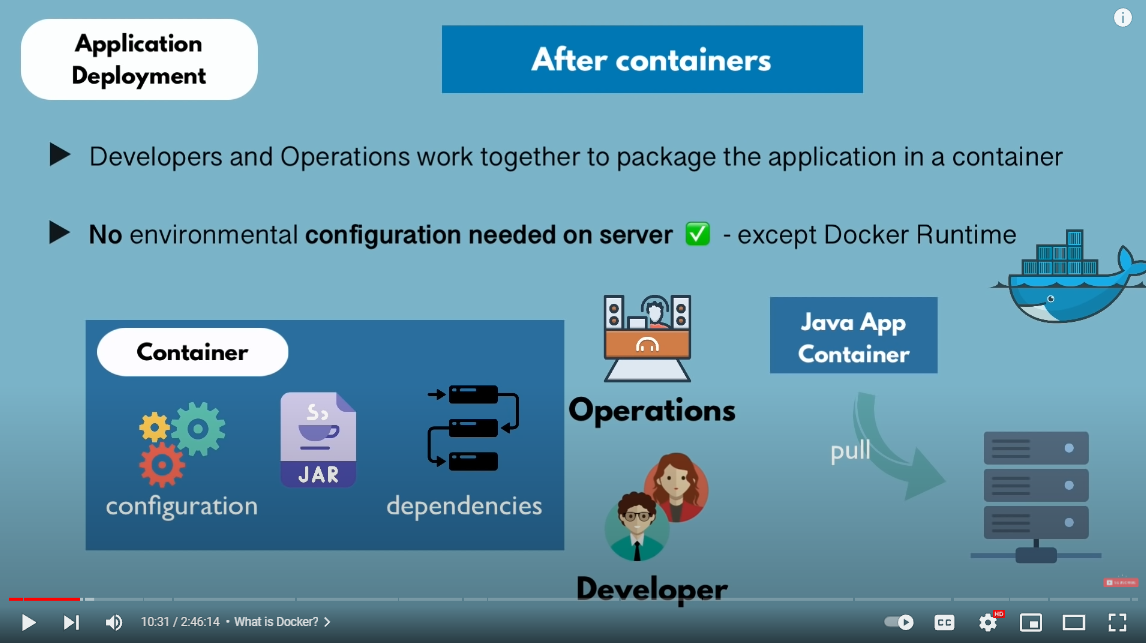 Application
Deployment
After containers
Developers and Operations work together to package the application in a container
No environmental configuration needed on server ✅ - except Docker Runtime
Container
JAR
configuration
dependencies
Operations
Developer
Java App
Container
pull
10:31 / 2:46:14 • What is Docker?
CC
HD